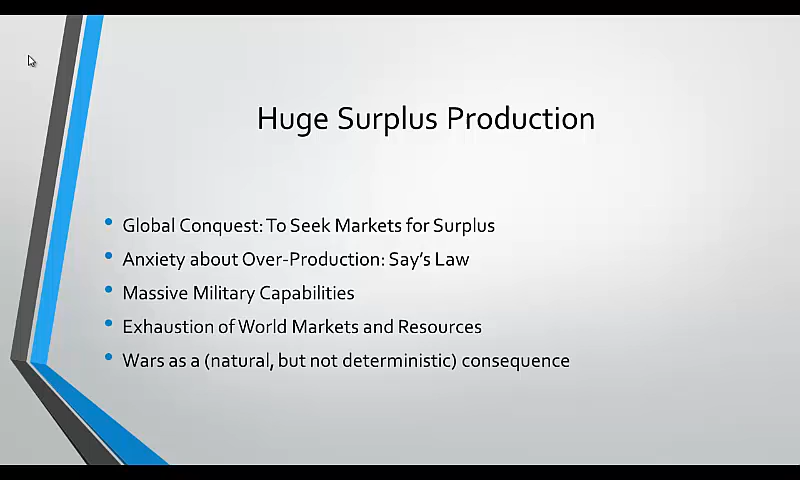 Huge Surplus Production
• Global Conquest: To Seek Markets for Surplus
• Anxiety about Over-Production: Say's Law
• Massive Military Capabilities
• Exhaustion of World Markets and Resources
• Wars as a (natural, but not deterministic) consequence